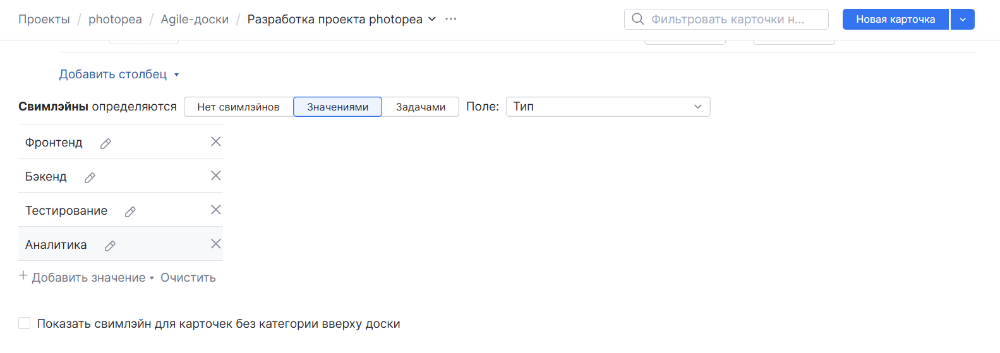 Проекты / photopea / Agile-доски / Разработка проекта photopea
Фильтровать карточки н...
Новая карточка
Добавить столбец
Свимлэйны определяются Нет свимлэйнов Значениями Задачами Поле: Тип
Фронтенд
Бэкенд
Тестирование
Аналитика
+ Добавить значение Очистить
Показать свимлэйн для карточек без категории вверху доски